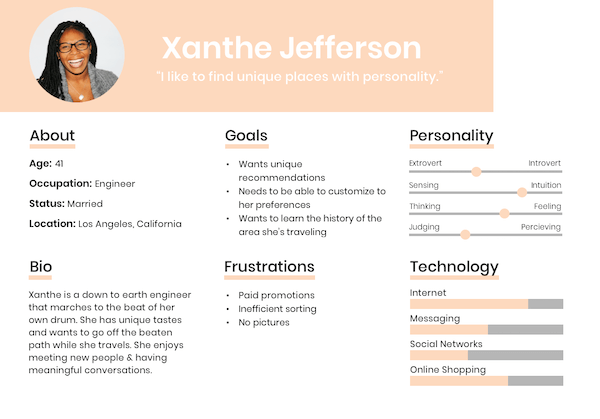 Xanthe Jefferson
"I like to find unique places with personality."
About
Age: 41
Occupation: Engineer
Status: Married
Location: Los Angeles, California
Goals
• Wants unique
recommendations
• Needs to be able to customize to
her preferences
• Wants to learn the history of the
area she's traveling
Personality
Extrovert Introvert
Sensing Intuition
Thinking Feeling
Judging Percieving
Bio
Xanthe is a down to earth engineer
that marches to the beat of her
own drum. She has unique tastes
and wants to go off the beaten
path while she travels. She enjoys
meeting new people & having
meaningful conversations.
Frustrations
• Paid promotions
• Inefficient sorting
• No pictures
Technology
Internet
Messaging
Social Networks
Online Shopping